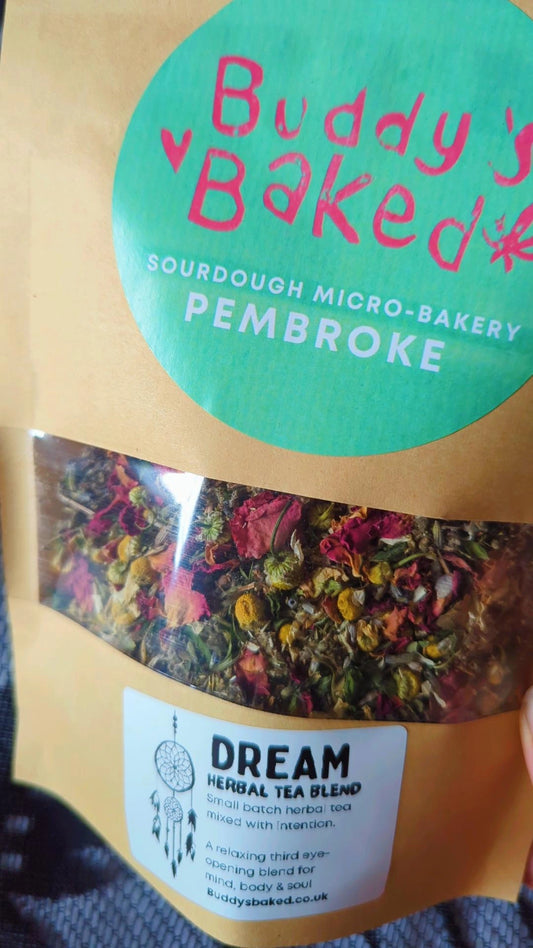 Buddy's
Baked
SOURDOUGH MICRO-BAKERY
PEMBROKE
DREAM
HERBAL TEA BLEND
Small batch herbal tea
mixed with intention.
A relaxing third eye-
opening blend for
mind, body & soul
Buddysbaked.co.uk